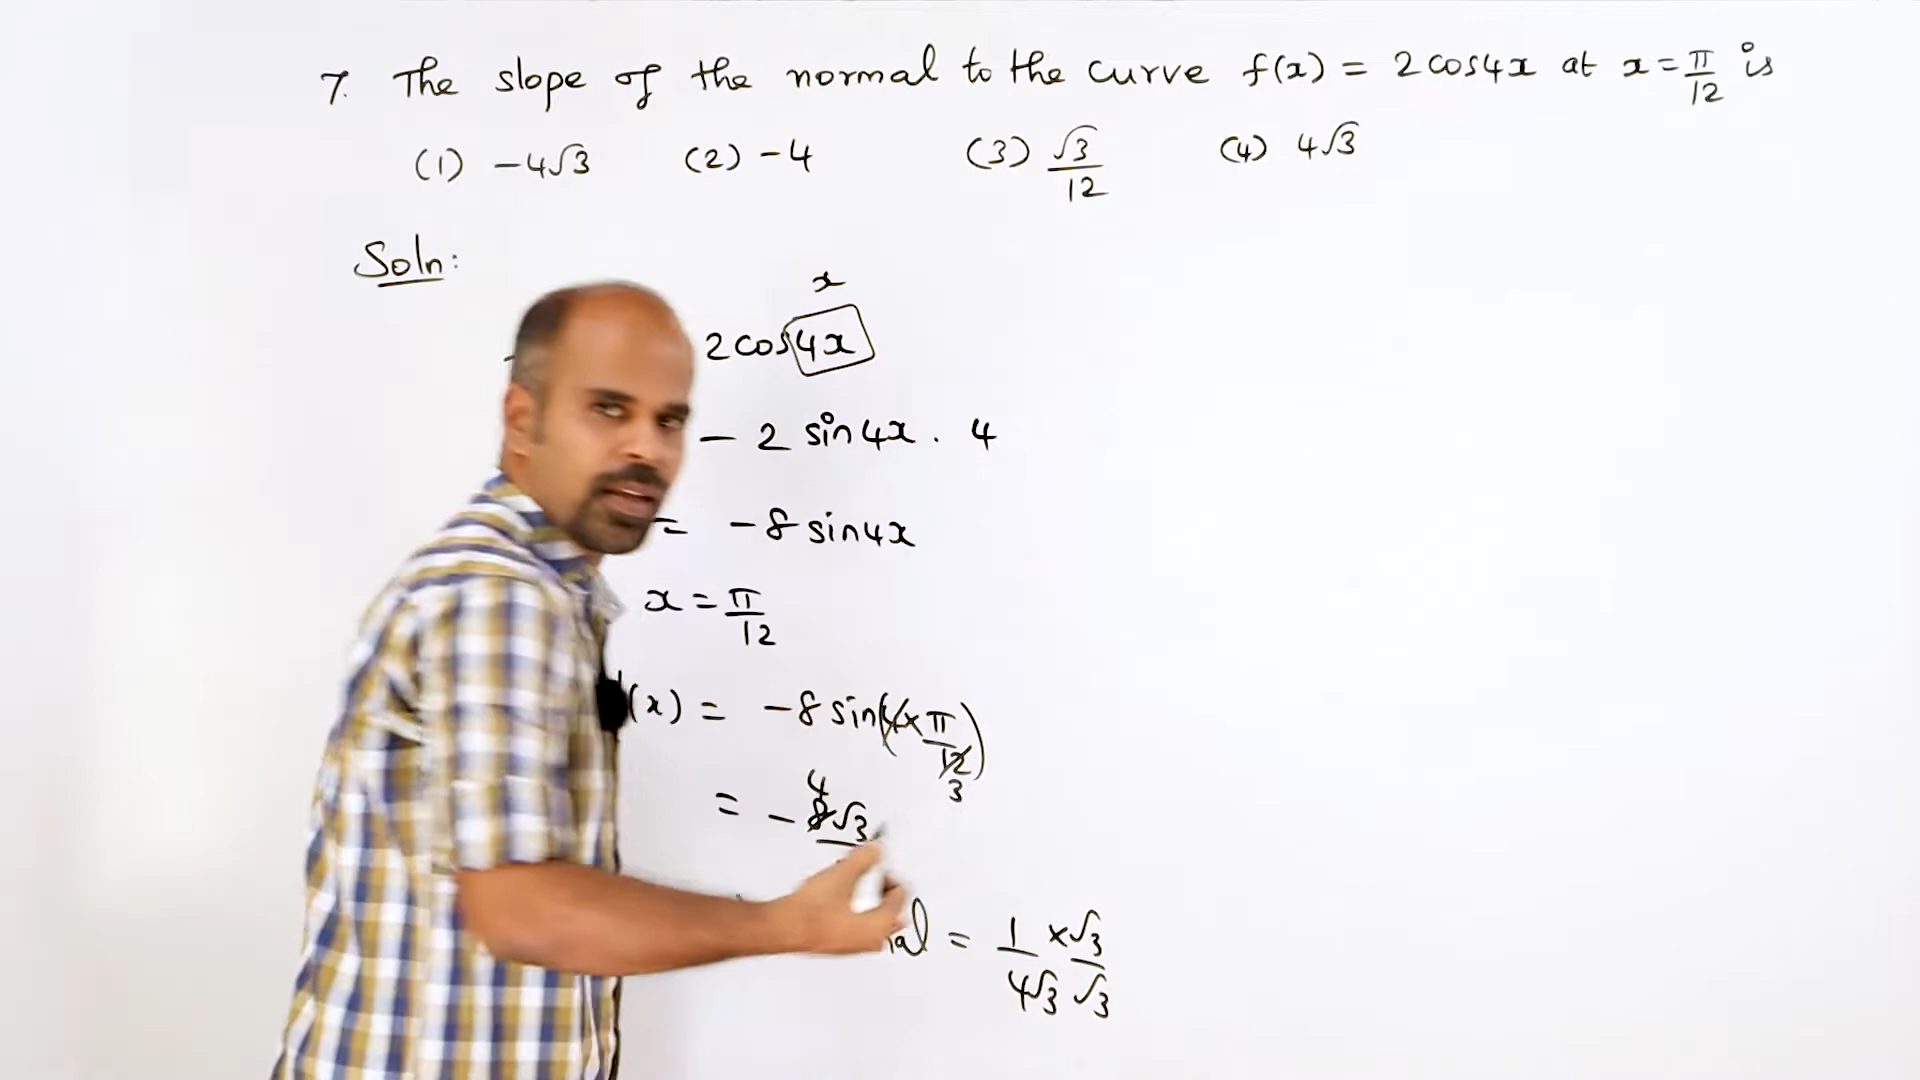 7. The slope of the normal to the curve f(x) = 2cos4x at x = π/12 is
(1) -4√3 (2) -4 (3) √3/12 (4) 4√3
Soln:
x
2cos4x
- 2 sin4x . 4
= -8 sin4x
x = π/12
(x) = -8 sin(4×π/12)
3
4
= - 8√3
= 1/4√3 × √3/√3